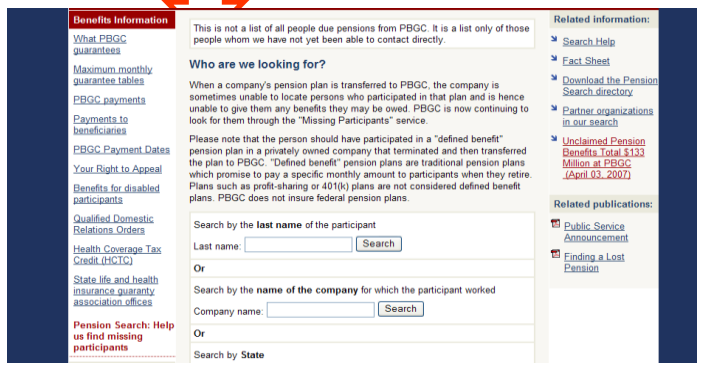 Benefits Information
What PBGC
guarantees
Maximum monthly
guarantee tables
PBGC payments
Payments to
beneficiaries
PBGC Payment Dates
Your Right to Appeal
Benefits for disabled
participants
Qualified Domestic
Relations Orders
Health Coverage Tax
Credit (HCTC)
State life and health
insurance guaranty
association offices
Pension Search: Help
us find missing
participants
This is not a list of all people due pensions from PBGC. It is a list only of those
people whom we have not yet been able to contact directly.
Who are we looking for?
When a company's pension plan is transferred to PBGC, the company is
sometimes unable to locate persons who participated in that plan and is hence
unable to give them any benefits they may be owed. PBGC is now continuing to
look for them through the "Missing Participants" service.
Please note that the person should have participated in a "defined benefit"
pension plan in a privately owned company that terminated and then transferred
the plan to PBGC. "Defined benefit" pension plans are traditional pension plans
which promise to pay a specific monthly amount to participants when they retire.
Plans such as profit-sharing or 401(k) plans are not considered defined benefit
plans. PBGC does not insure federal pension plans.
Search by the last name of the participant
Last name: Search
Or
Search by the name of the company for which the participant worked
Company name: Search
Or
Search by State
Related information:
Search Help
Fact Sheet
Download the Pension
Search directory
Partner organizations
in our search
Unclaimed Pension
Benefits Total $133
Million at PBGC
(April 03, 2007)
Related publications:
Public Service
Announcement
Finding a Lost
Pension